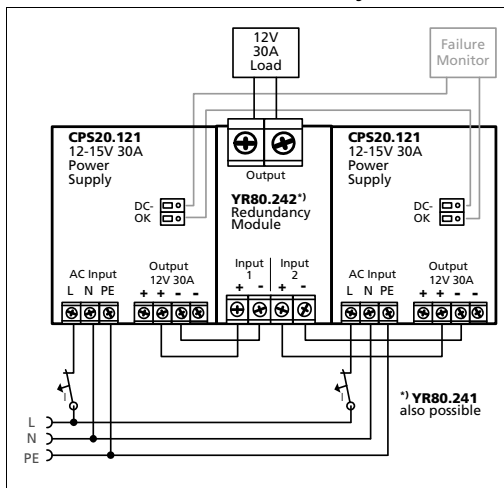 12V
30A
Load
Failure
Monitor
CPS20.121
12-15V 30A
Power
Supply
DC-
OK
AC Input
L N PE
Output
12V 30A
+ + - -
Output
YR80.242*)
Redundancy
Module
Input
1
Input
2
+ - + -
CPS20.121
12-15V 30A
Power
Supply
DC-
OK
AC Input
L N PE
Output
12V 30A
+ + - -
I
I
*) YR80.241
also possible
L
N
PE